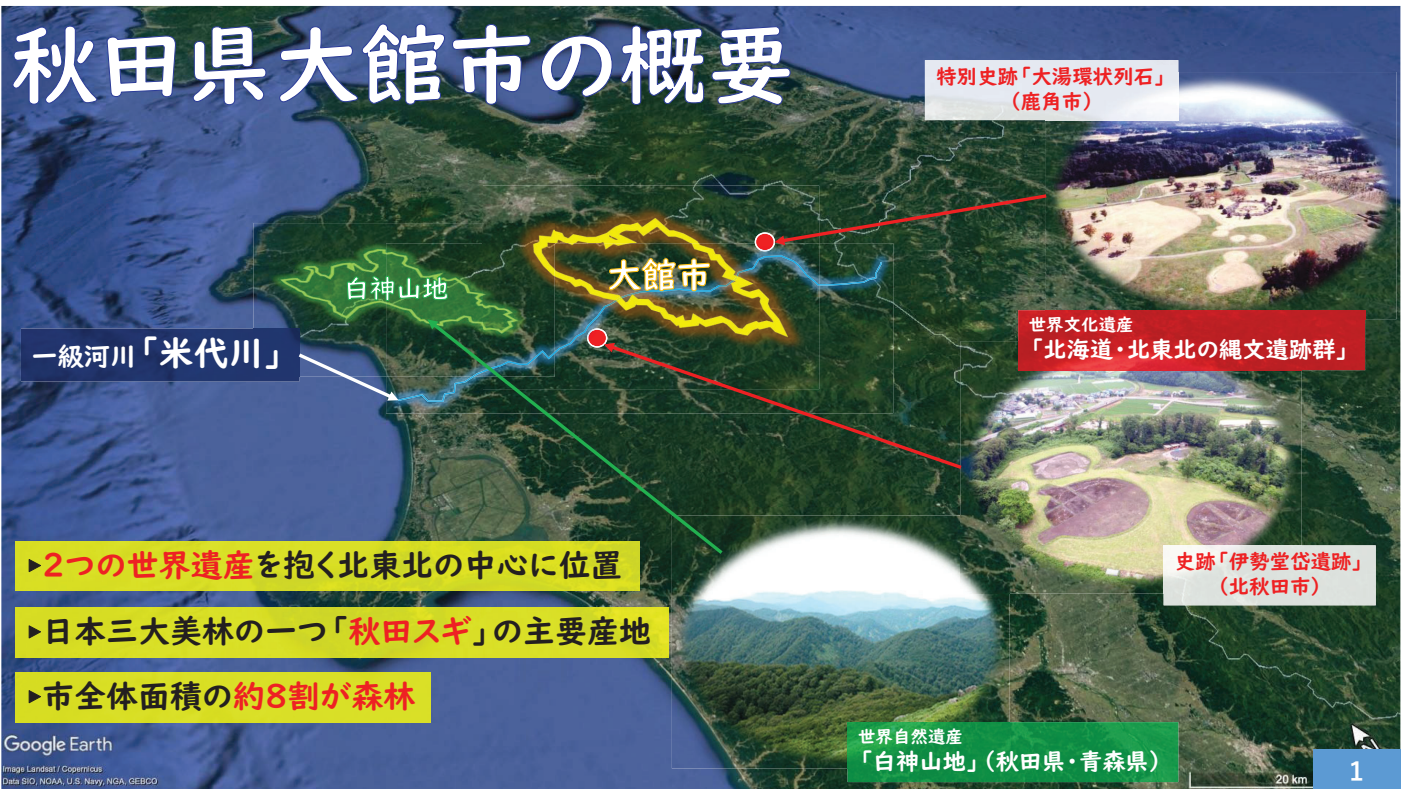 秋田県大館市の概要
特別史跡「大湯環状列石」
(鹿角市)
大館市
白神山地
一級河川「米代川」
世界文化遺産
「北海道・北東北の縄文遺跡群」
史跡「伊勢堂岱遺跡」
(北秋田市)
▸2つの世界遺産を抱く北東北の中心に位置
▸日本三大美林の一つ「秋田スギ」の主要産地
▸市全体面積の約8割が森林
世界自然遺産
「白神山地」(秋田県・青森県)
Google Earth
Image Landsat / Copernicus
Data SIO, NOAA, U.S. Navy, NGA, GEBCO
20 km
1